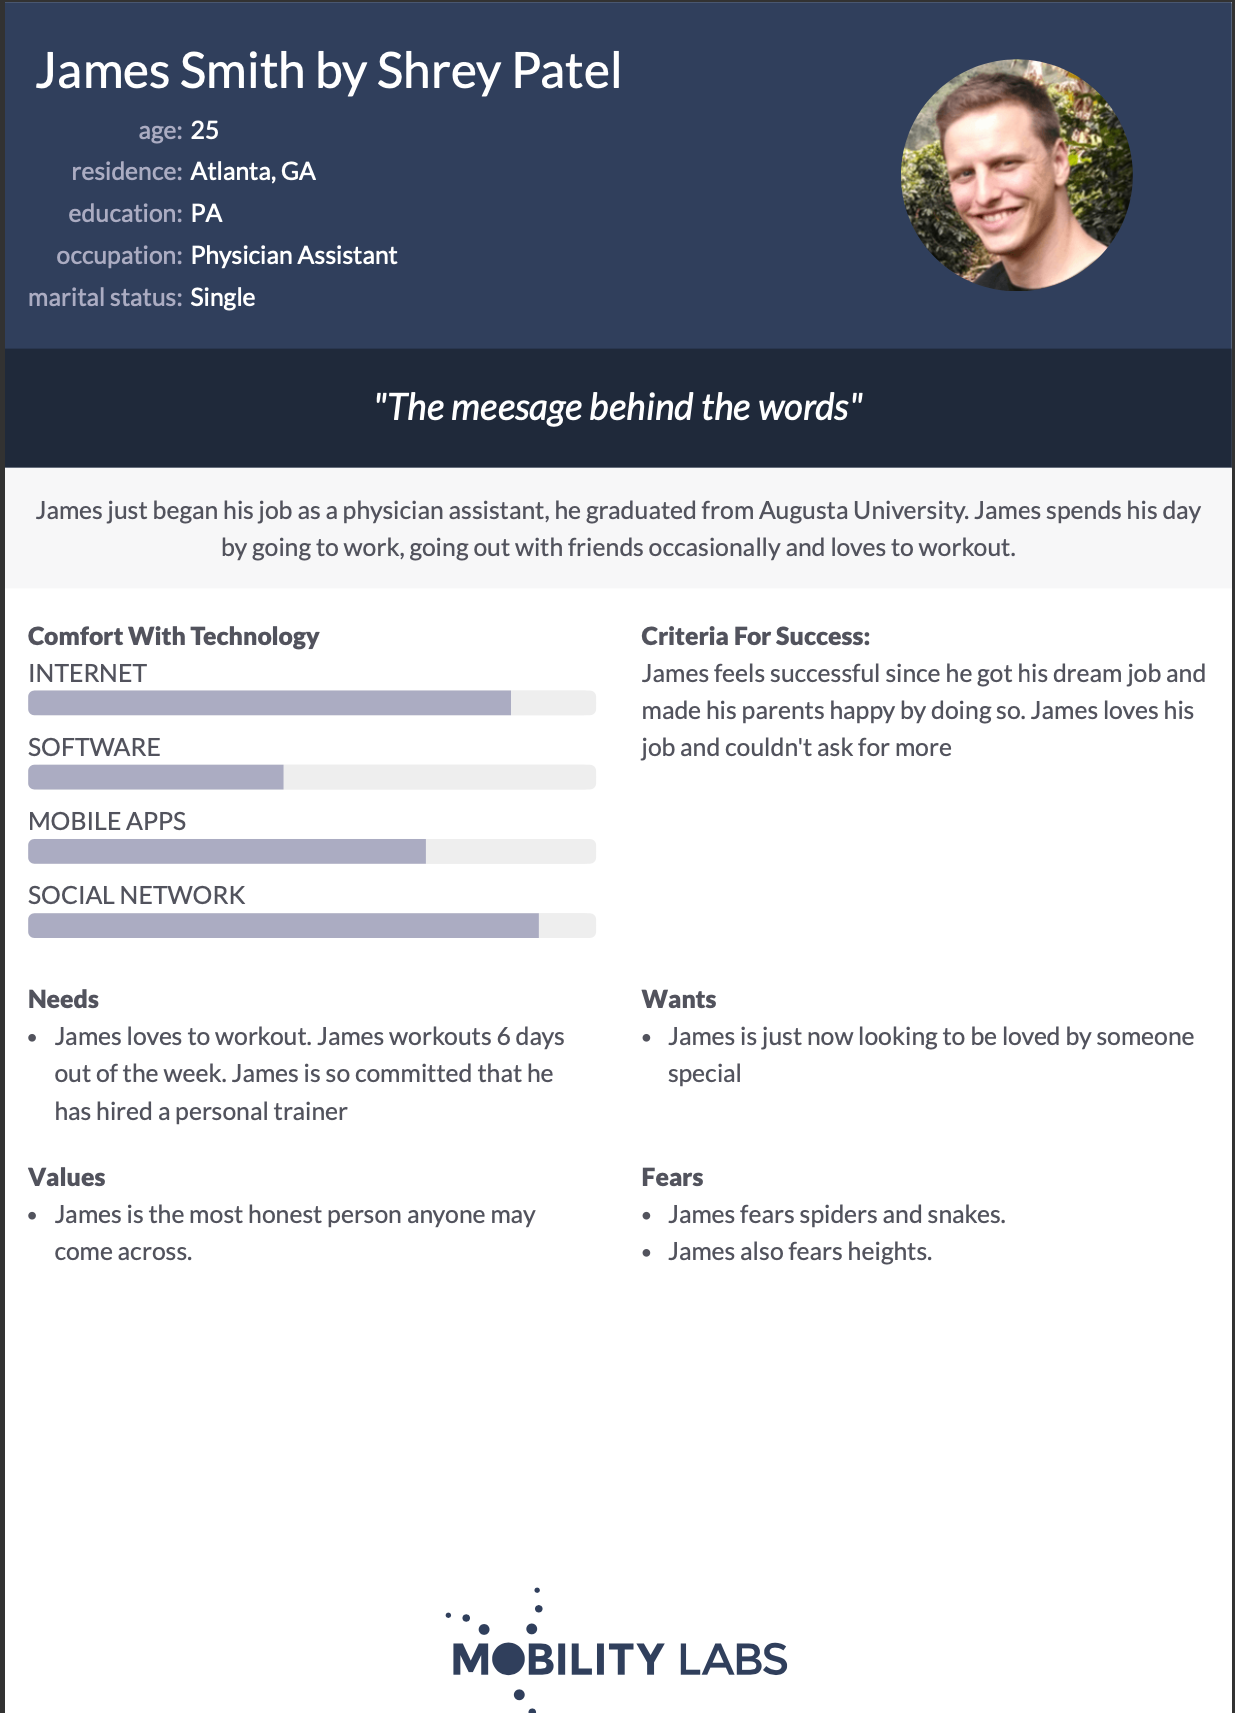 James Smith by Shrey Patel
age: 25
residence: Atlanta, GA
education: PA
occupation: Physician Assistant
marital status: Single
"The meesage behind the words"
James just began his job as a physician assistant, he graduated from Augusta University. James spends his day
by going to work, going out with friends occasionally and loves to workout.
Comfort With Technology
INTERNET
SOFTWARE
MOBILE APPS
SOCIAL NETWORK
Criteria For Success:
James feels successful since he got his dream job and
made his parents happy by doing so. James loves his
job and couldn't ask for more
Needs
• James loves to workout. James workouts 6 days
out of the week. James is so committed that he
has hired a personal trainer
Wants
• James is just now looking to be loved by someone
special
Values
• James is the most honest person anyone may
come across.
Fears
• James fears spiders and snakes.
• James also fears heights.
MOBILITY LABS